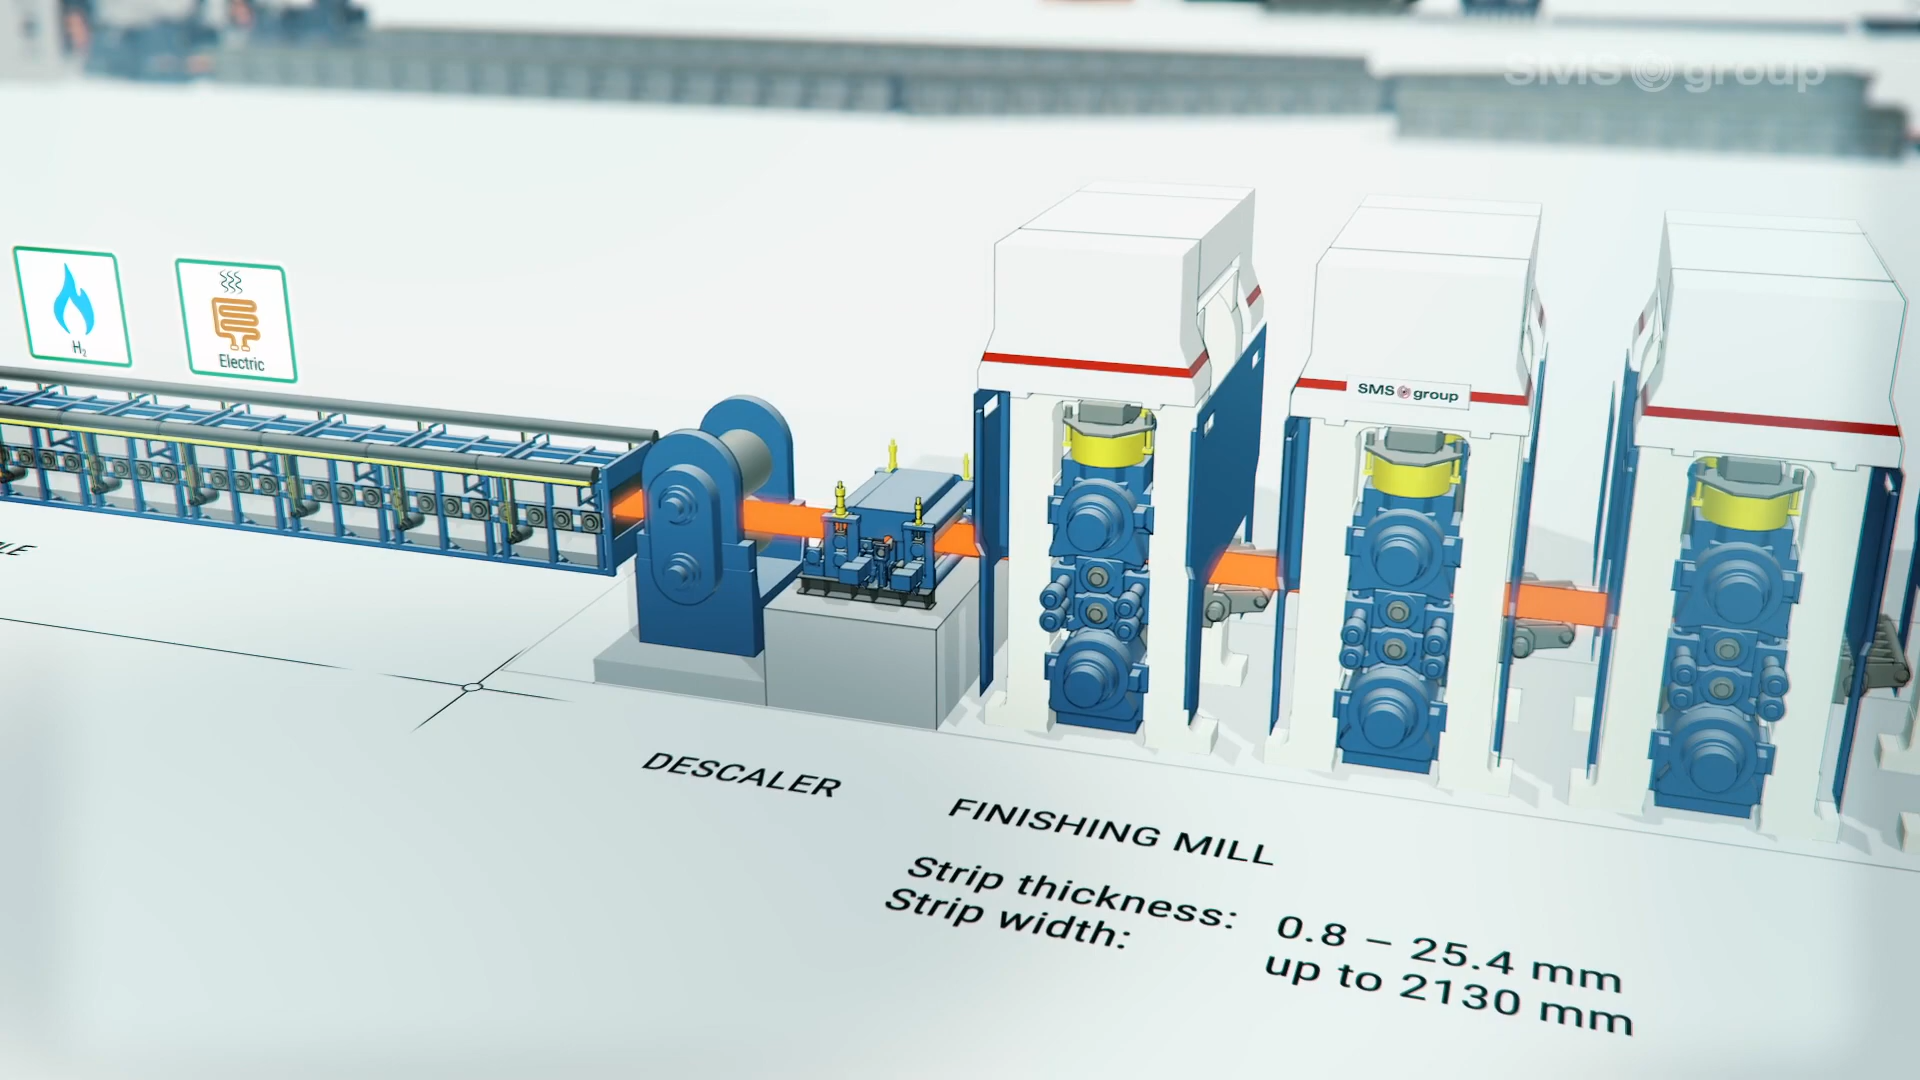 SMS group
H₂
Electric
SMS group
DESCALER
FINISHING MILL
Strip thickness: 0.8 – 25.4 mm
Strip width: up to 2130 mm